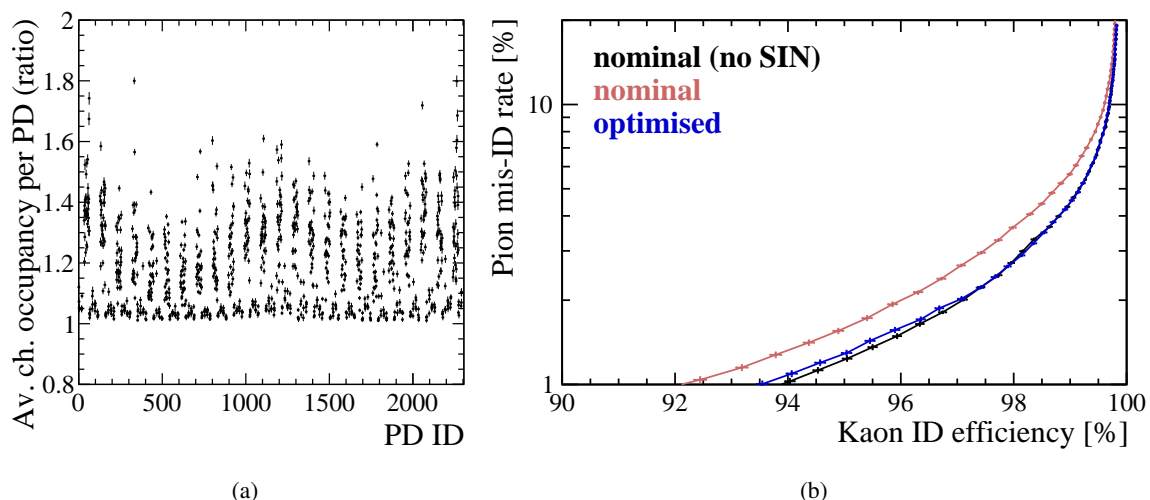 Av. ch. occupancy per PD (ratio)
2
1.8
1.6
1.4
1.2
1
0.8
0 500 1000 1500 2000
PD ID
(a)
Pion mis-ID rate [%]
nominal (no SIN)
nominal
optimised
10
1
90 92 94 96 98 100
Kaon ID efficiency [%]
(b)